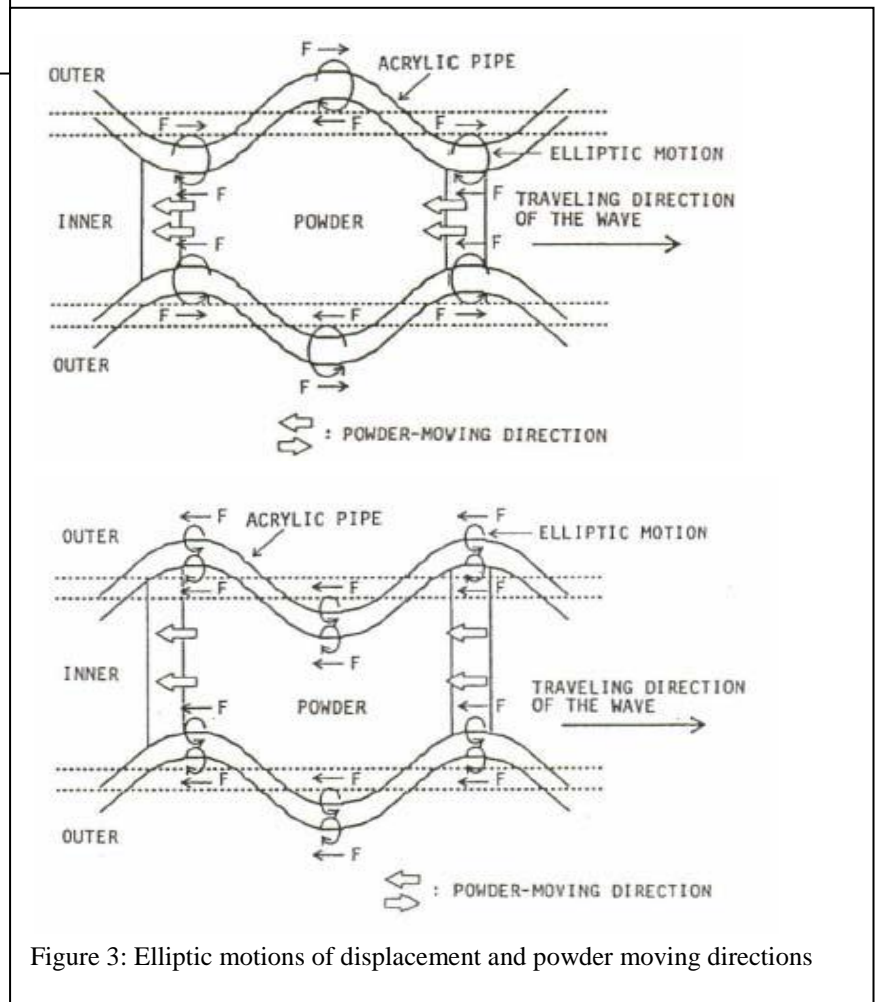 F
OUTER
ACRYLIC PIPE
F F F
ELLIPTIC MOTION
F F
TRAVELING DIRECTION
OF THE WAVE
INNER
POWDER
F F
F F F
OUTER
F
: POWDER-MOVING DIRECTION
F F
ACRYLIC PIPE
OUTER
ELLIPTIC MOTION
F F F
F
INNER
TRAVELING DIRECTION
OF THE WAVE
F POWDER F
F F F
OUTER
F
: POWDER-MOVING DIRECTION
Figure 3: Elliptic motions of displacement and powder moving directions